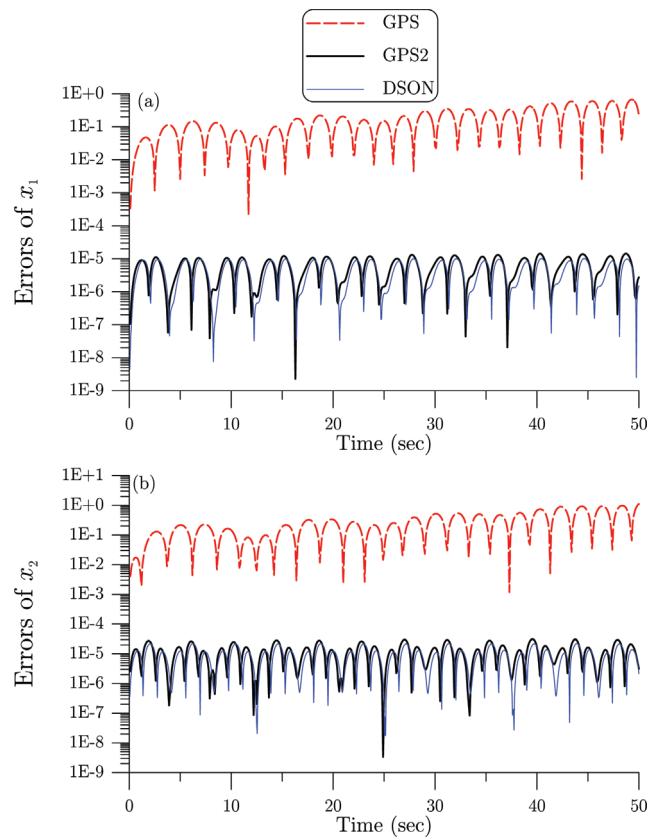 GPS
GPS2
DSON
(a)
1E+0
1E-1
1E-2
1E-3
1E-4
1E-5
1E-6
1E-7
1E-8
1E-9
Errors of x₁
0 10 20 30 40 50
Time (sec)
(b)
1E+1
1E+0
1E-1
1E-2
1E-3
1E-4
1E-5
1E-6
1E-7
1E-8
1E-9
Errors of x₂
0 10 20 30 40 50
Time (sec)